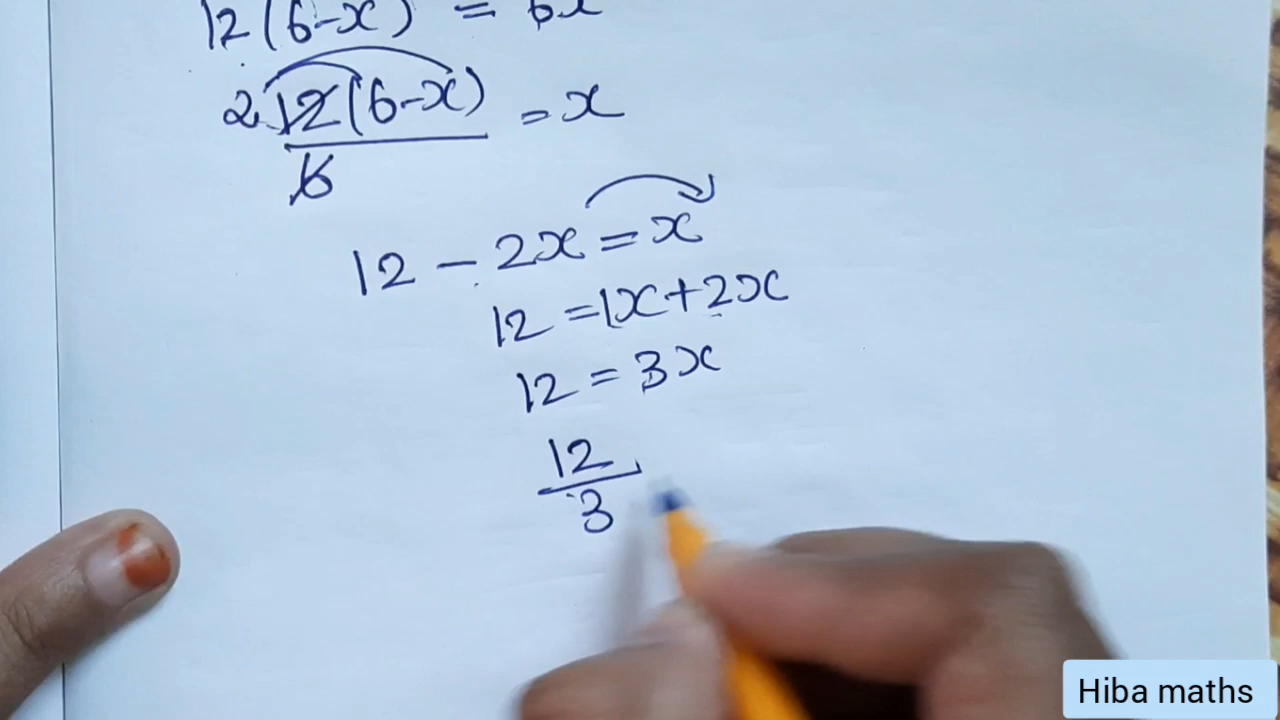 12(6-x) = 6x
2 12(6-x) = x
6
12 - 2x = x
12 = 1x+2x
12 = 3x
12
3
Hiba maths